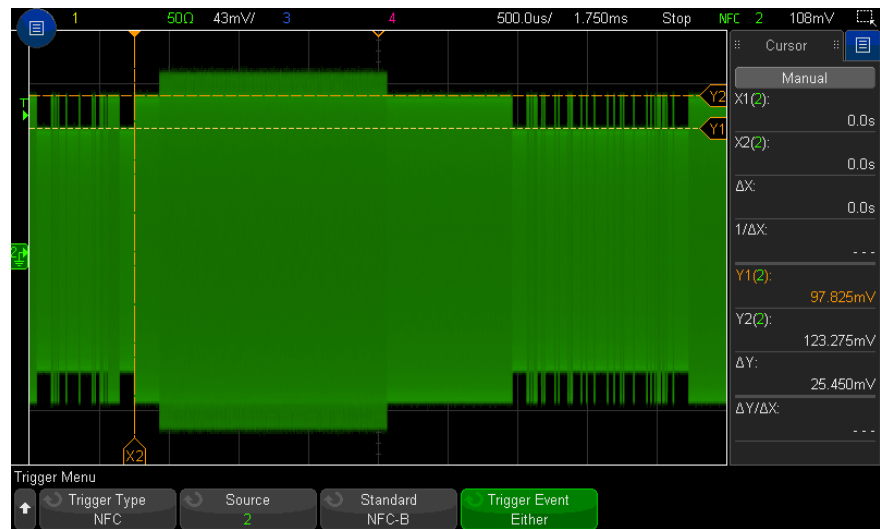 1 50Ω 43mV/ 3 4 500.0us/ 1.750ms Stop NFC 2 108mV
Cursor
Manual
T
Y2
Y1
2
X2
X1(2):
0.0s
X2(2):
0.0s
ΔX:
0.0s
1/ΔX:
---
Y1(2):
97.825mV
Y2(2):
123.275mV
ΔY:
25.450mV
ΔY/ΔX:
---
Trigger Menu
Trigger Type
NFC
Source
2
Standard
NFC-B
Trigger Event
Either